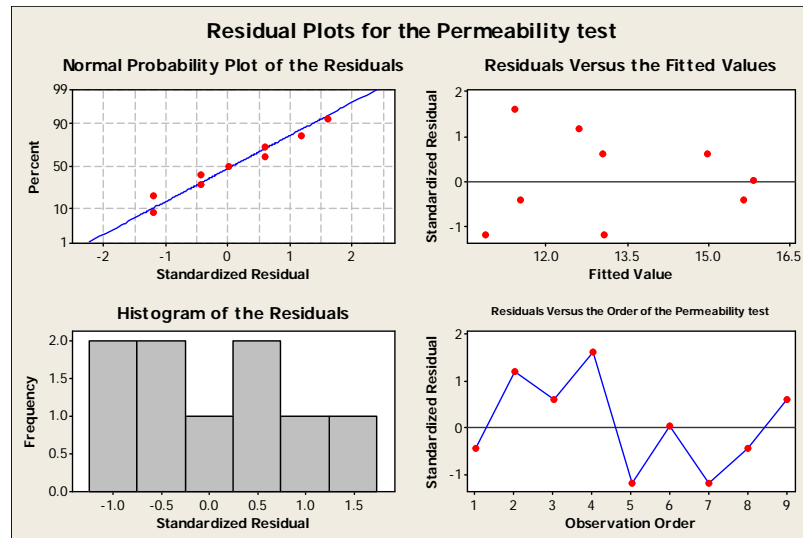 Residual Plots for the Permeability test
Normal Probability Plot of the Residuals
Percent
99
90
50
10
1
-2 -1 0 1 2
Standardized Residual
Residuals Versus the Fitted Values
Standardized Residual
2
1
0
-1
12.0 13.5 15.0 16.5
Fitted Value
Histogram of the Residuals
Frequency
2.0
1.5
1.0
0.5
0.0
-1.0 -0.5 0.0 0.5 1.0 1.5
Standardized Residual
Residuals Versus the Order of the Permeability test
Standardized Residual
2
1
0
-1
1 2 3 4 5 6 7 8 9
Observation Order